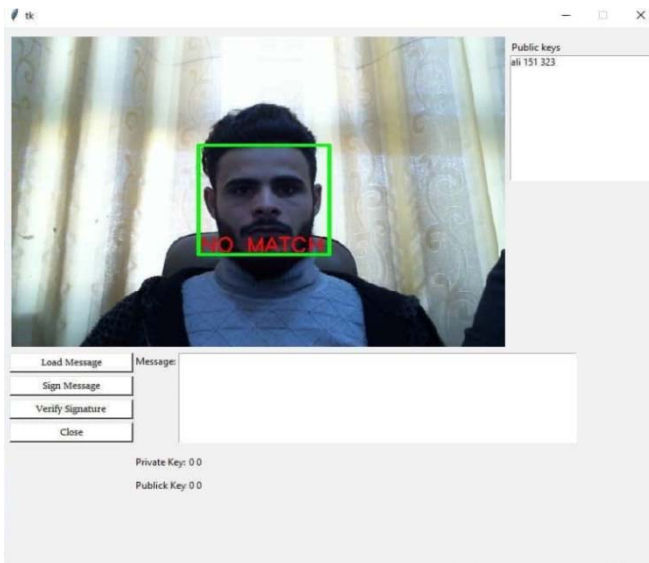 tk
Public keys
ali 151 323
NO MATCH
Load Message
Message:
Sign Message
Verify Signature
Close
Private Key: 0 0
Publick Key 0 0